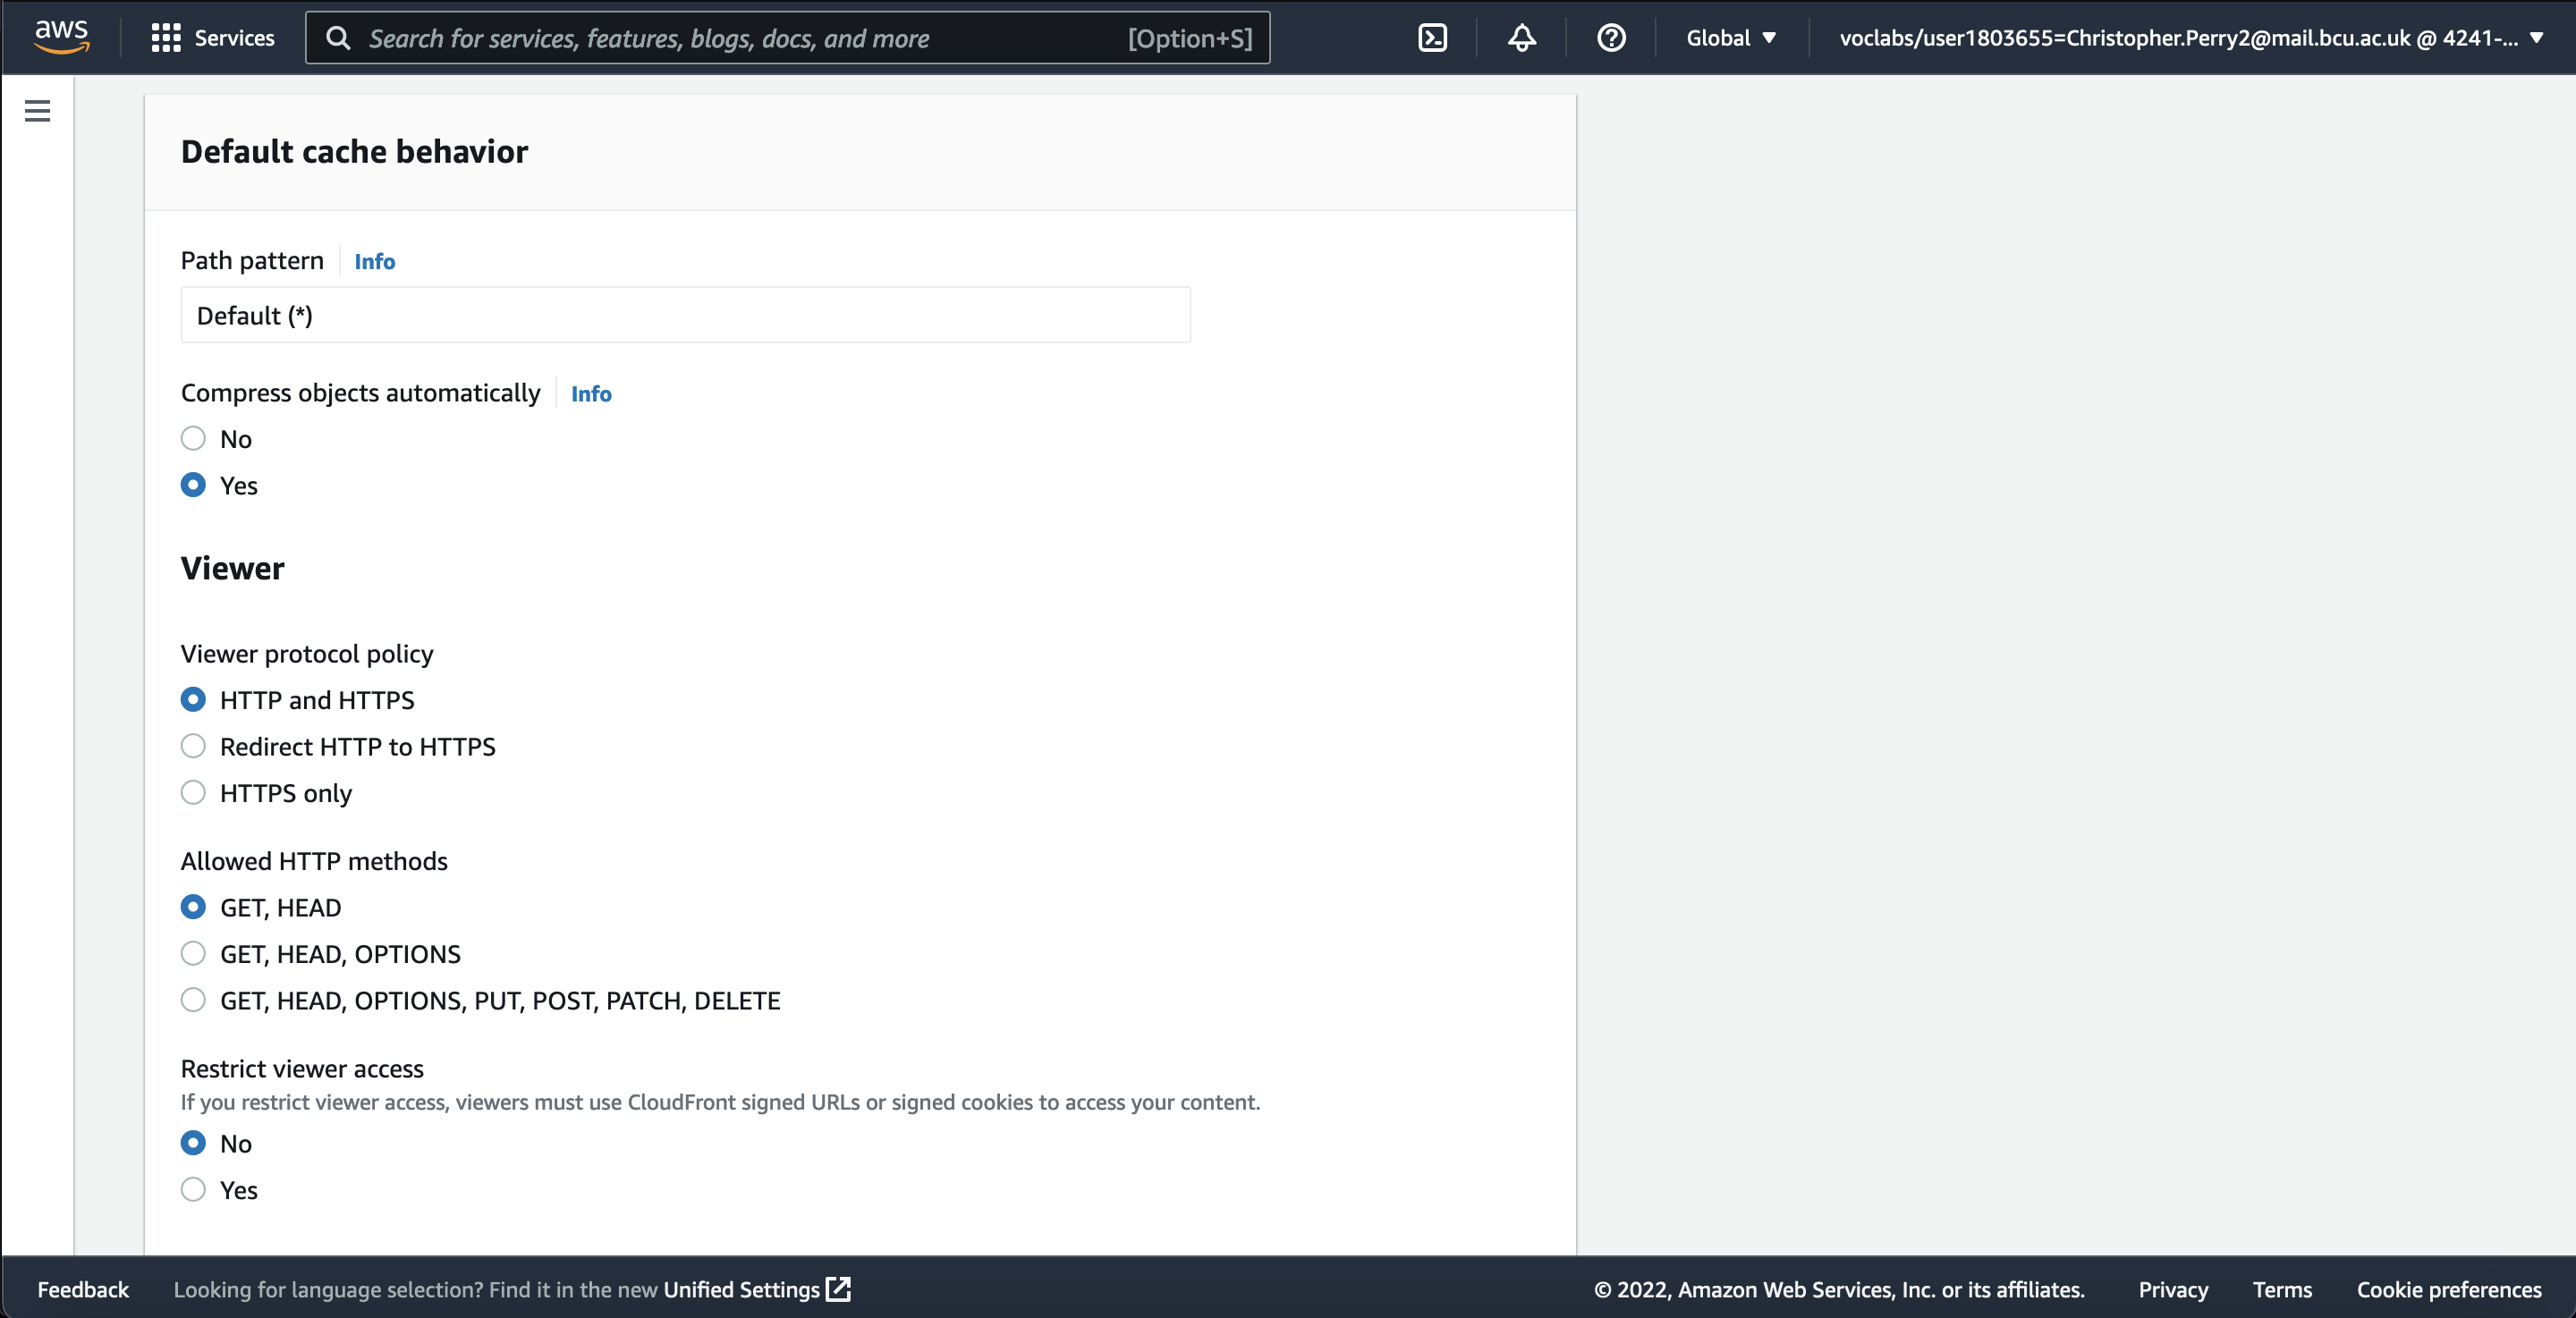 aws
Services
Search for services, features, blogs, docs, and more
[Option+S]
Global
voclabs/user1803655=Christopher.Perry2@mail.bcu.ac.uk @ 4241-...
Default cache behavior
Path pattern
Info
Default (*)
Compress objects automatically
Info
No
Yes
Viewer
Viewer protocol policy
HTTP and HTTPS
Redirect HTTP to HTTPS
HTTPS only
Allowed HTTP methods
GET, HEAD
GET, HEAD, OPTIONS
GET, HEAD, OPTIONS, PUT, POST, PATCH, DELETE
Restrict viewer access
If you restrict viewer access, viewers must use CloudFront signed URLs or signed cookies to access your content.
No
Yes
Feedback
Looking for language selection? Find it in the new Unified Settings
© 2022, Amazon Web Services, Inc. or its affiliates.
Privacy
Terms
Cookie preferences